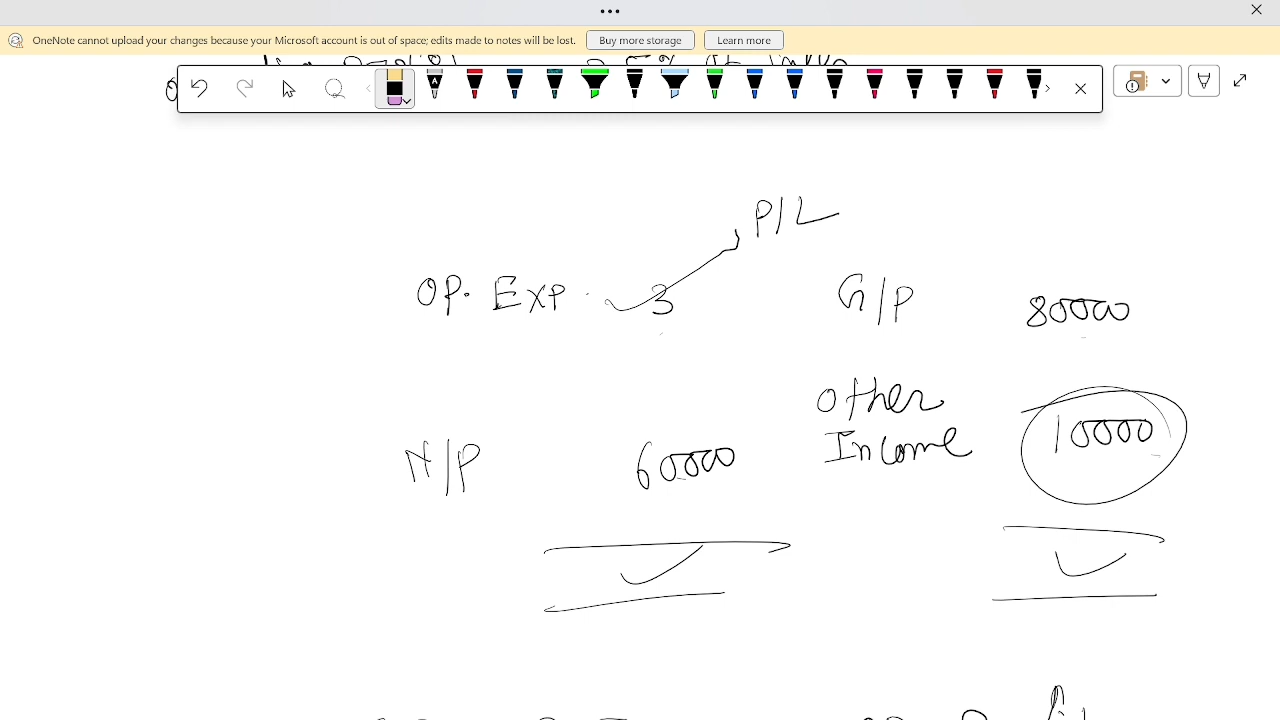 OneNote cannot upload your changes because your Microsoft account is out of space; edits made to notes will be lost. Buy more storage Learn more
P/L
OP. Exp. 3 G/P 80000
Other
Income 10000
N/P 60000